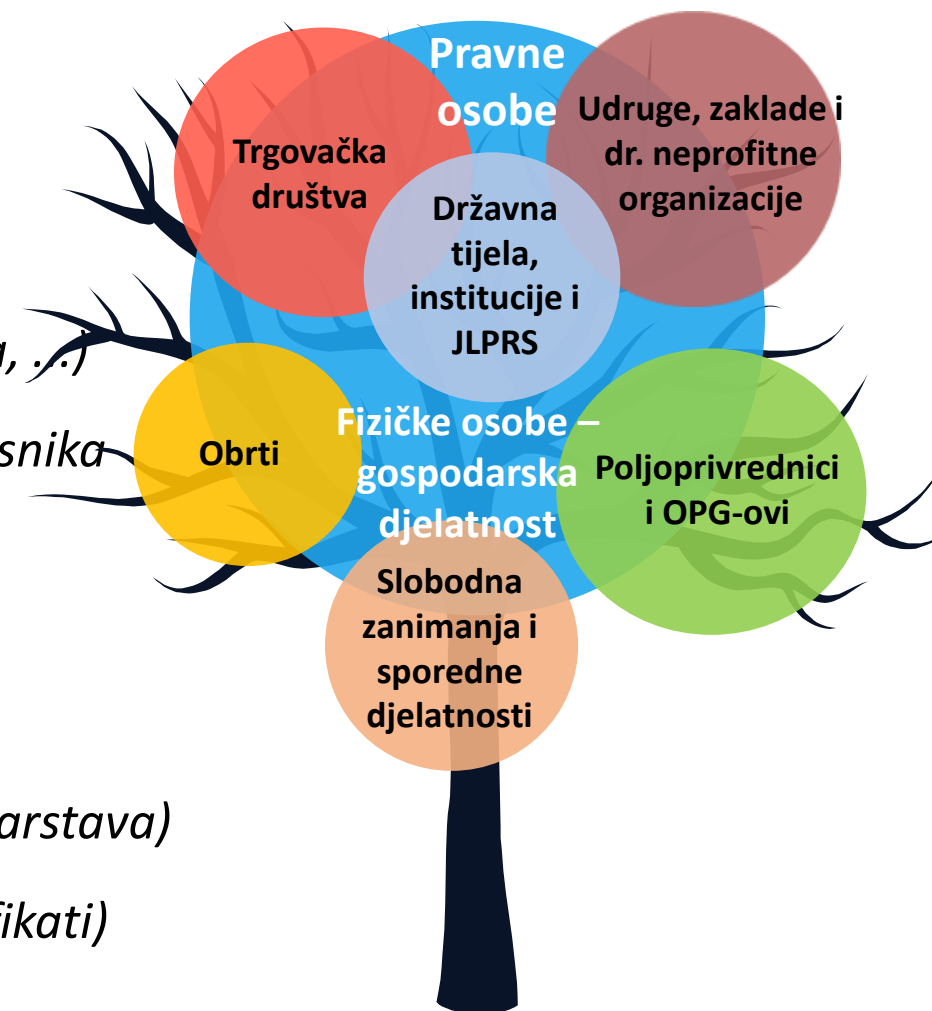 Pravne
osobe
Trgovačka
društva
Udruge, zaklade i
dr. neprofitne
organizacije
Državna
tijela,
institucije i
JLPRS
Obrti
Fizičke osobe –
gospodarska
djelatnost
Poljoprivrednici
i OPG-ovi
Slobodna
zanimanja i
sporedne
djelatnosti
, ...)
snika
arstava)
fikati)